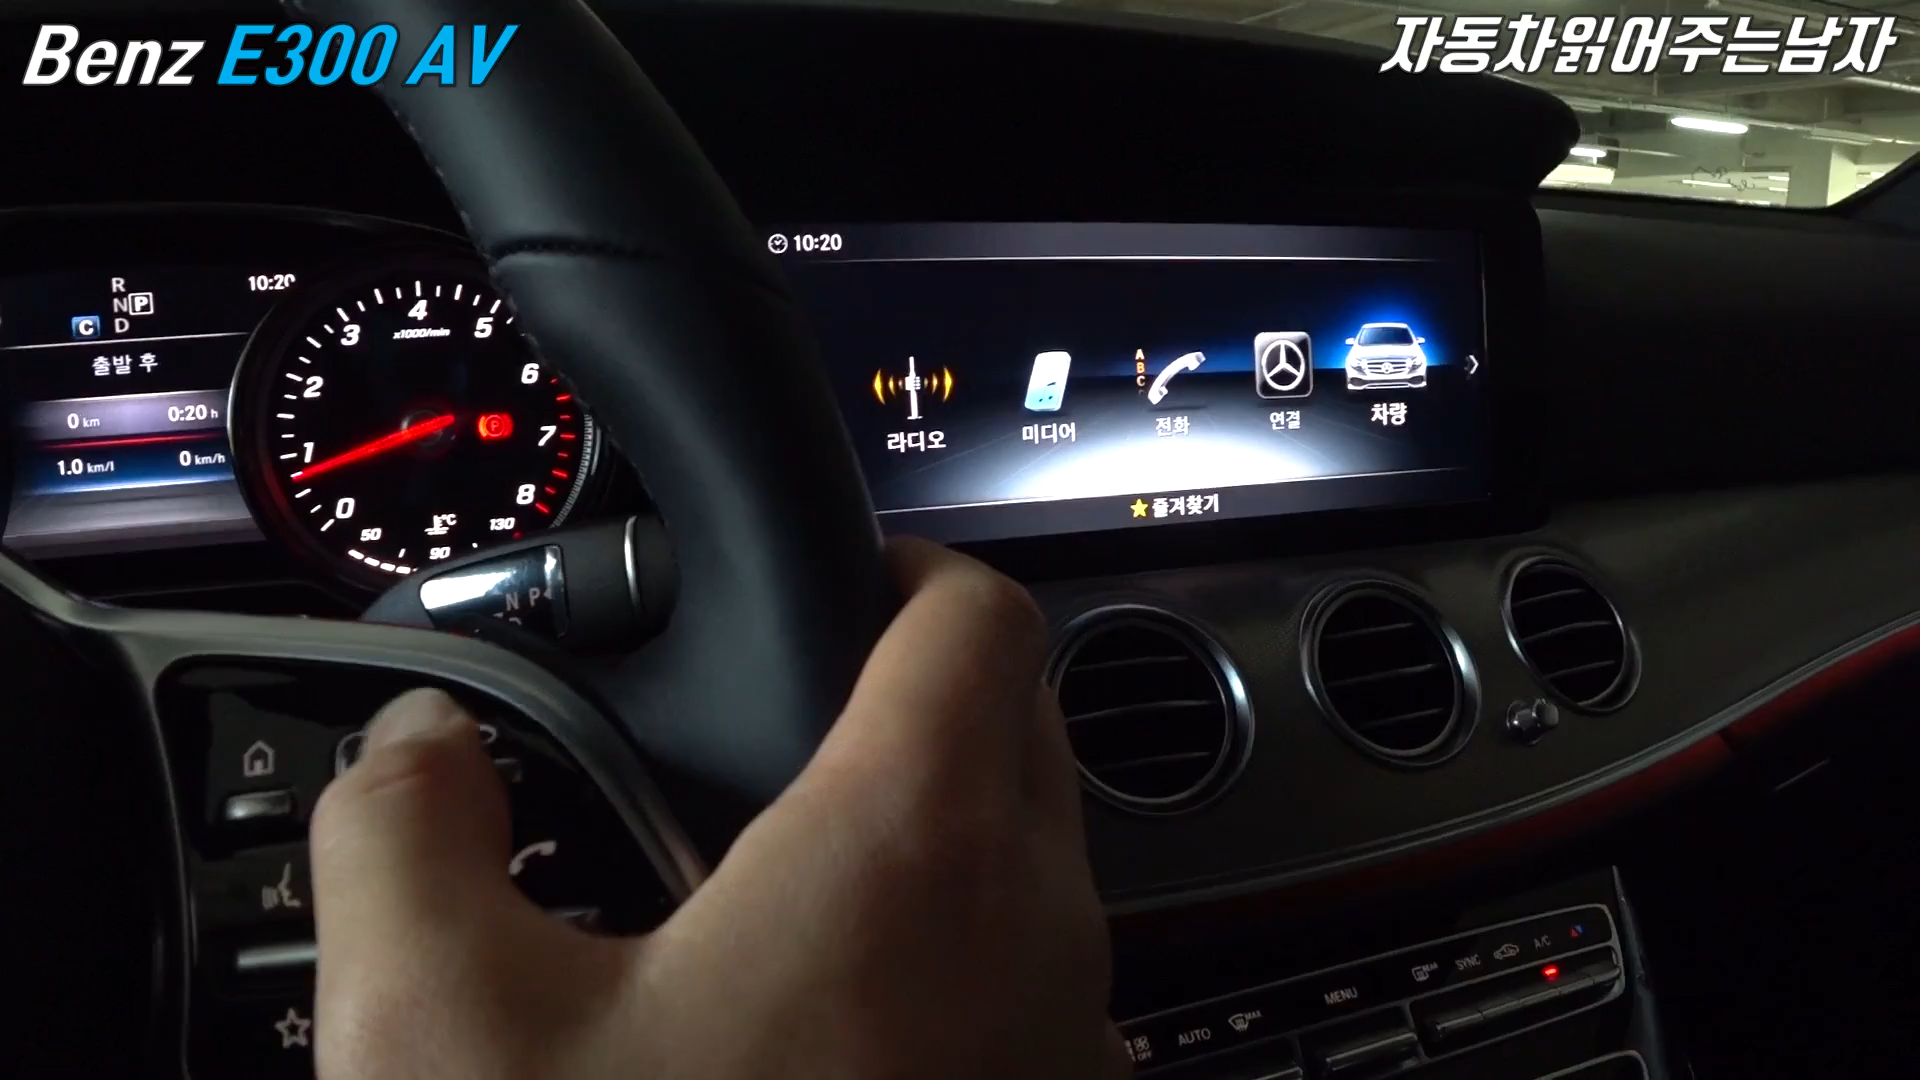 Benz E300 AV
자동차읽어주는남자
R
N P
C D
10:20
출발 후
0 km 0:20 h
1.0 km/l 0 km/h
0 1 2 3 4 5 6 7 8
x1000/min
P
°C
50 90 130
10:20
라디오 미디어 전화 연결 차량
A
B
C
즐겨찾기
N P
REAR SYNC A/C
MENU
OFF AUTO MAX